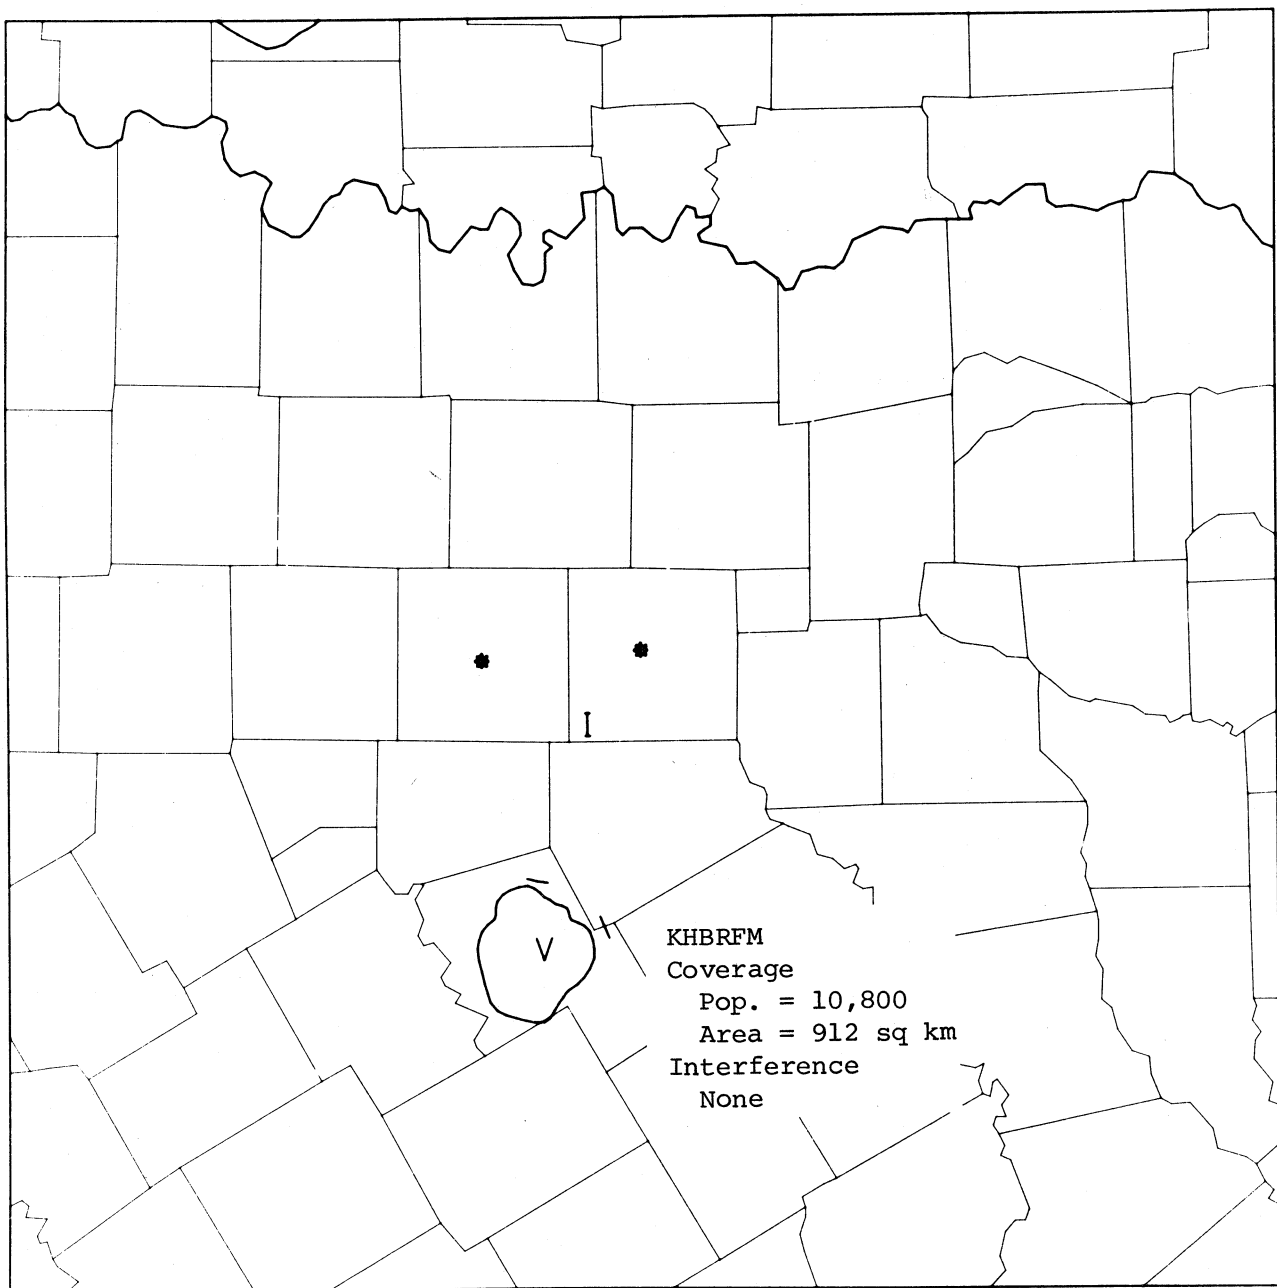 I
V
KHBRFM
Coverage
Pop. = 10,800
Area = 912 sq km
Interference
None